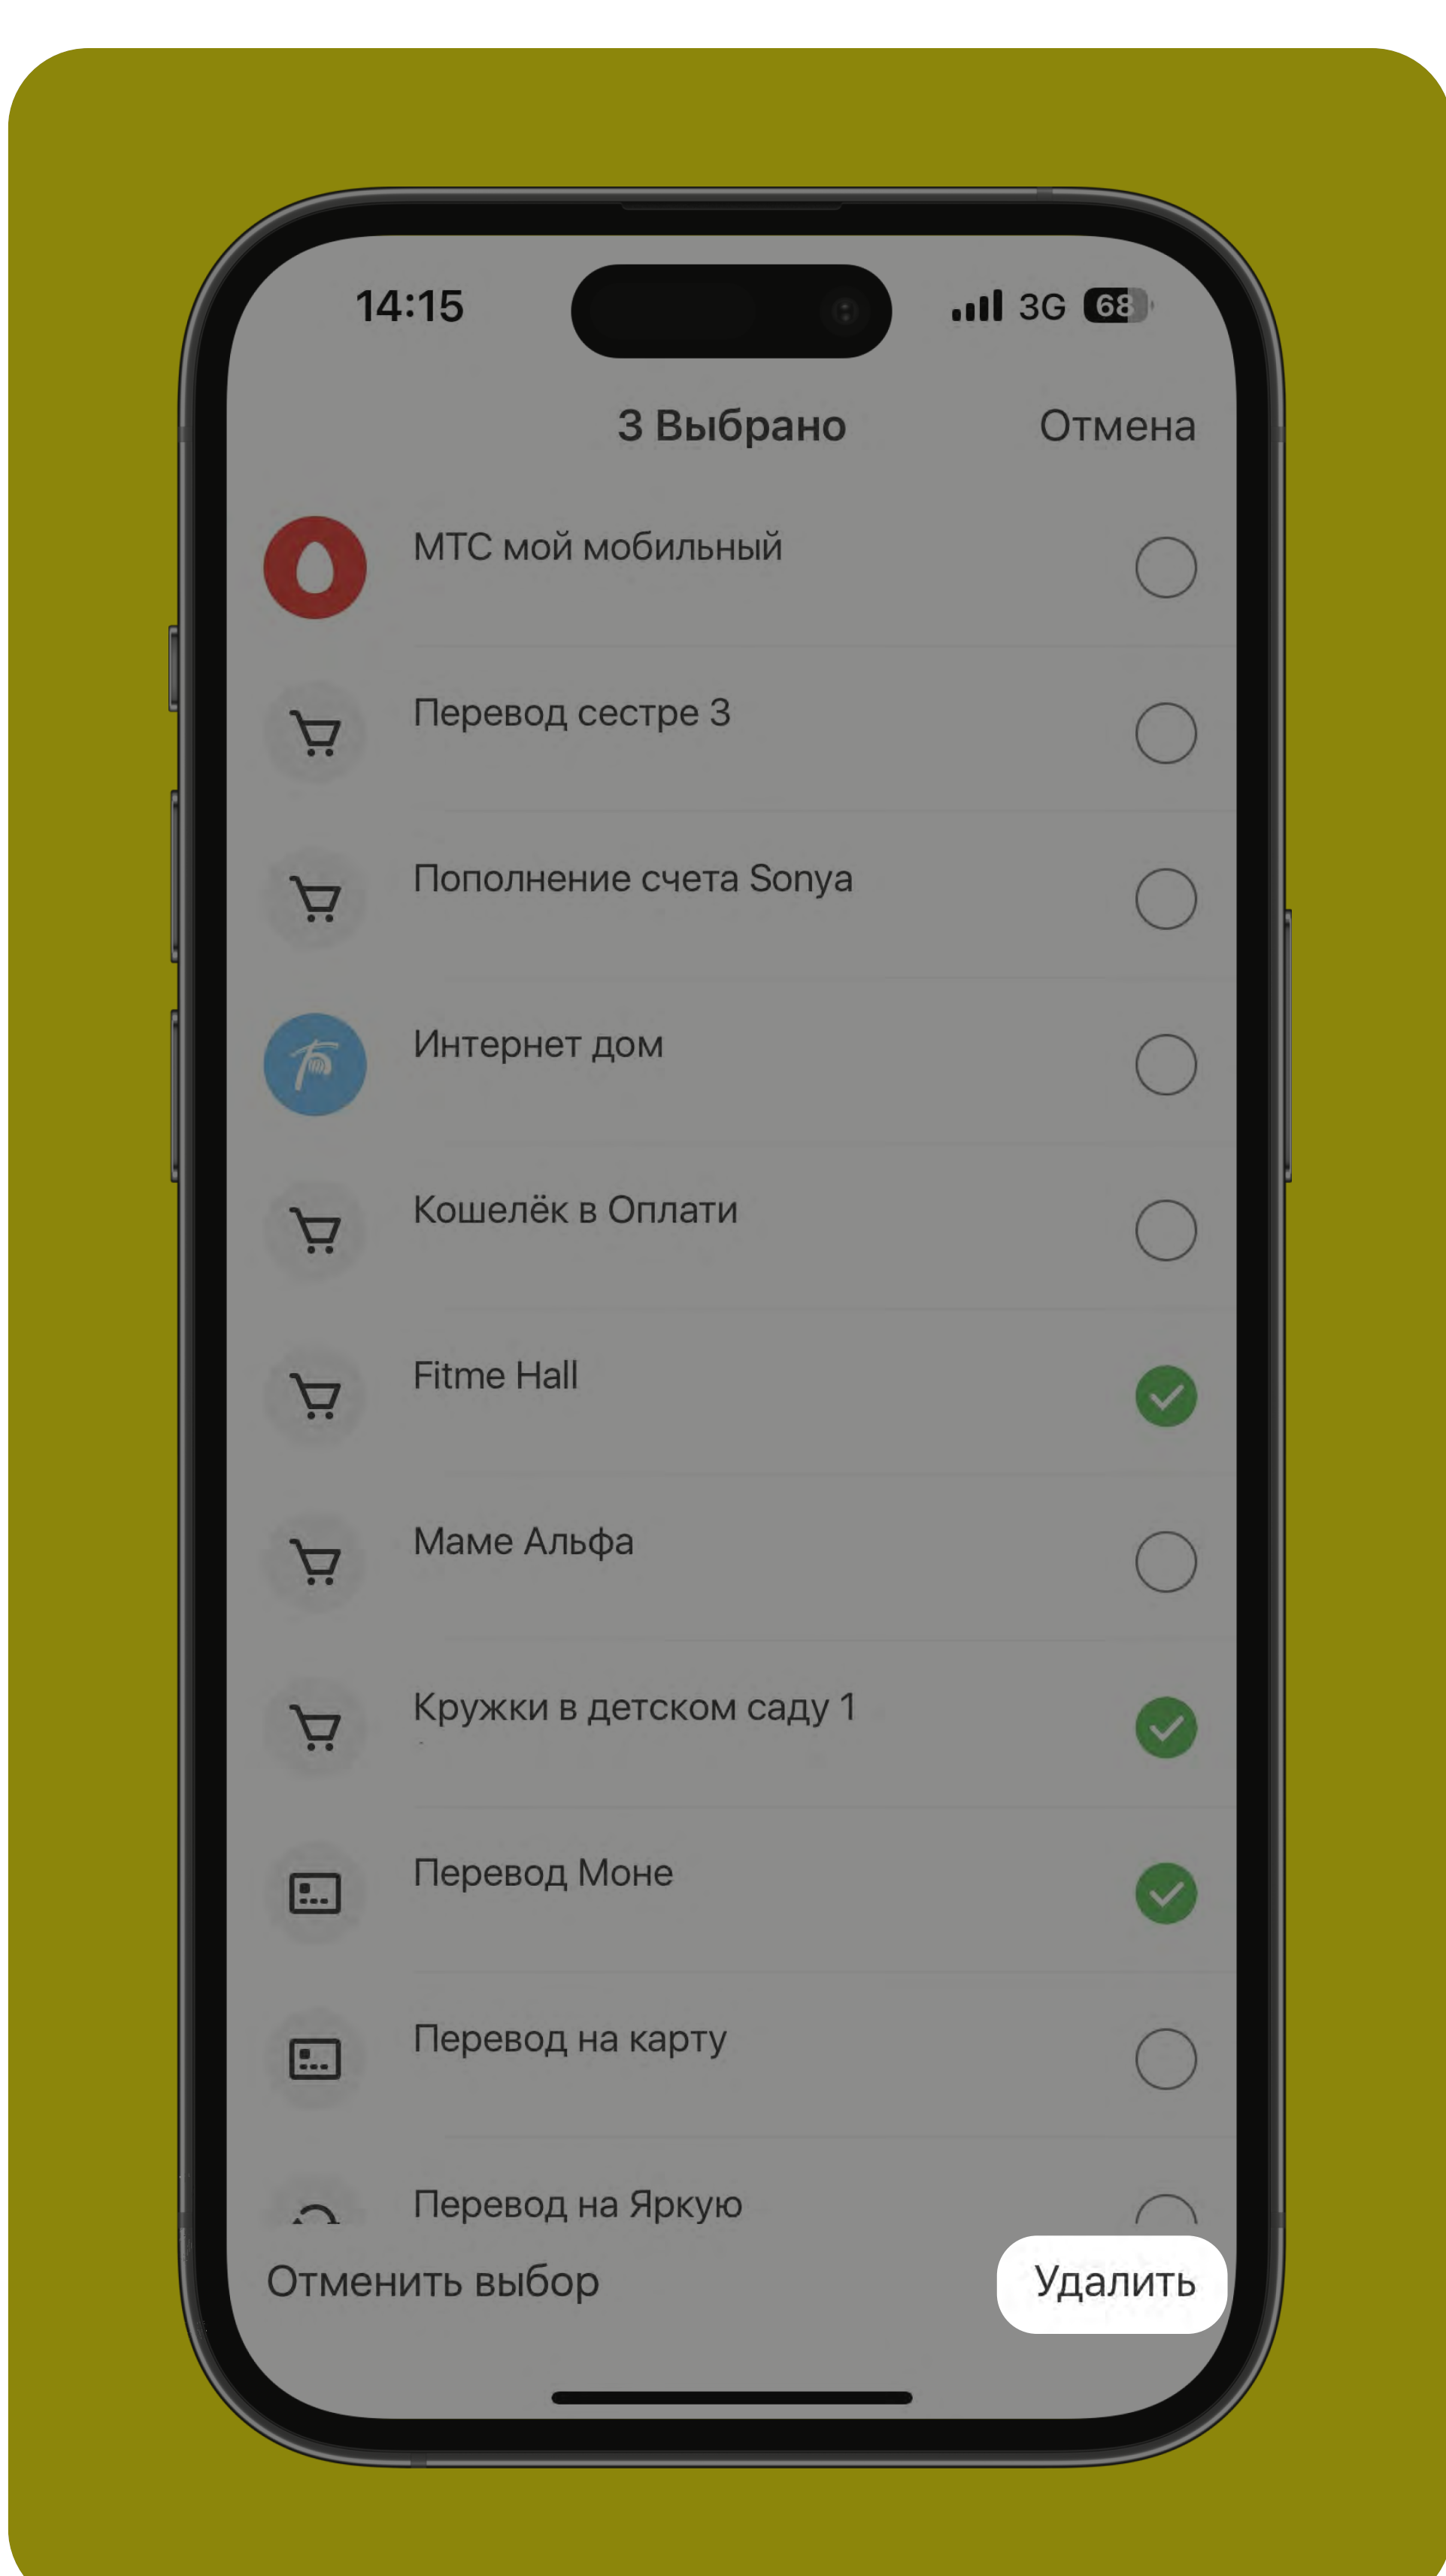 14:15
3G 68
3 Выбрано
Отмена
МТС мой мобильный
Перевод сестре 3
Пополнение счета Sonya
Интернет дом
Кошелёк в Оплати
Fitme Hall
Маме Альфа
Кружки в детском саду 1
Перевод Моне
Перевод на карту
Перевод на Яркую
Отменить выбор
Удалить